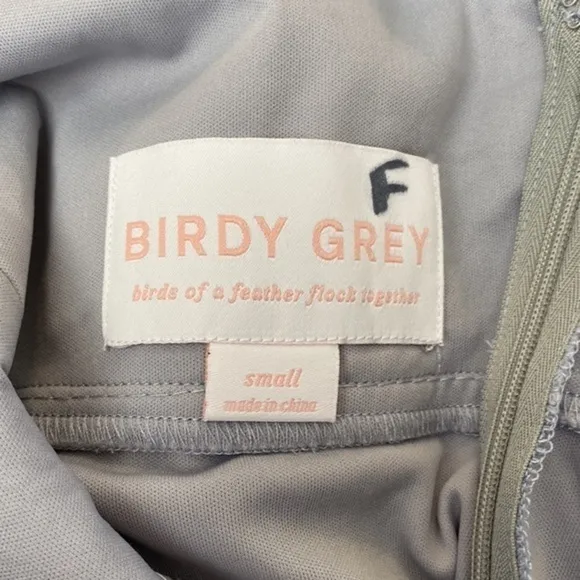 F
BIRDY GREY
birds of a feather flock together
small
made in china